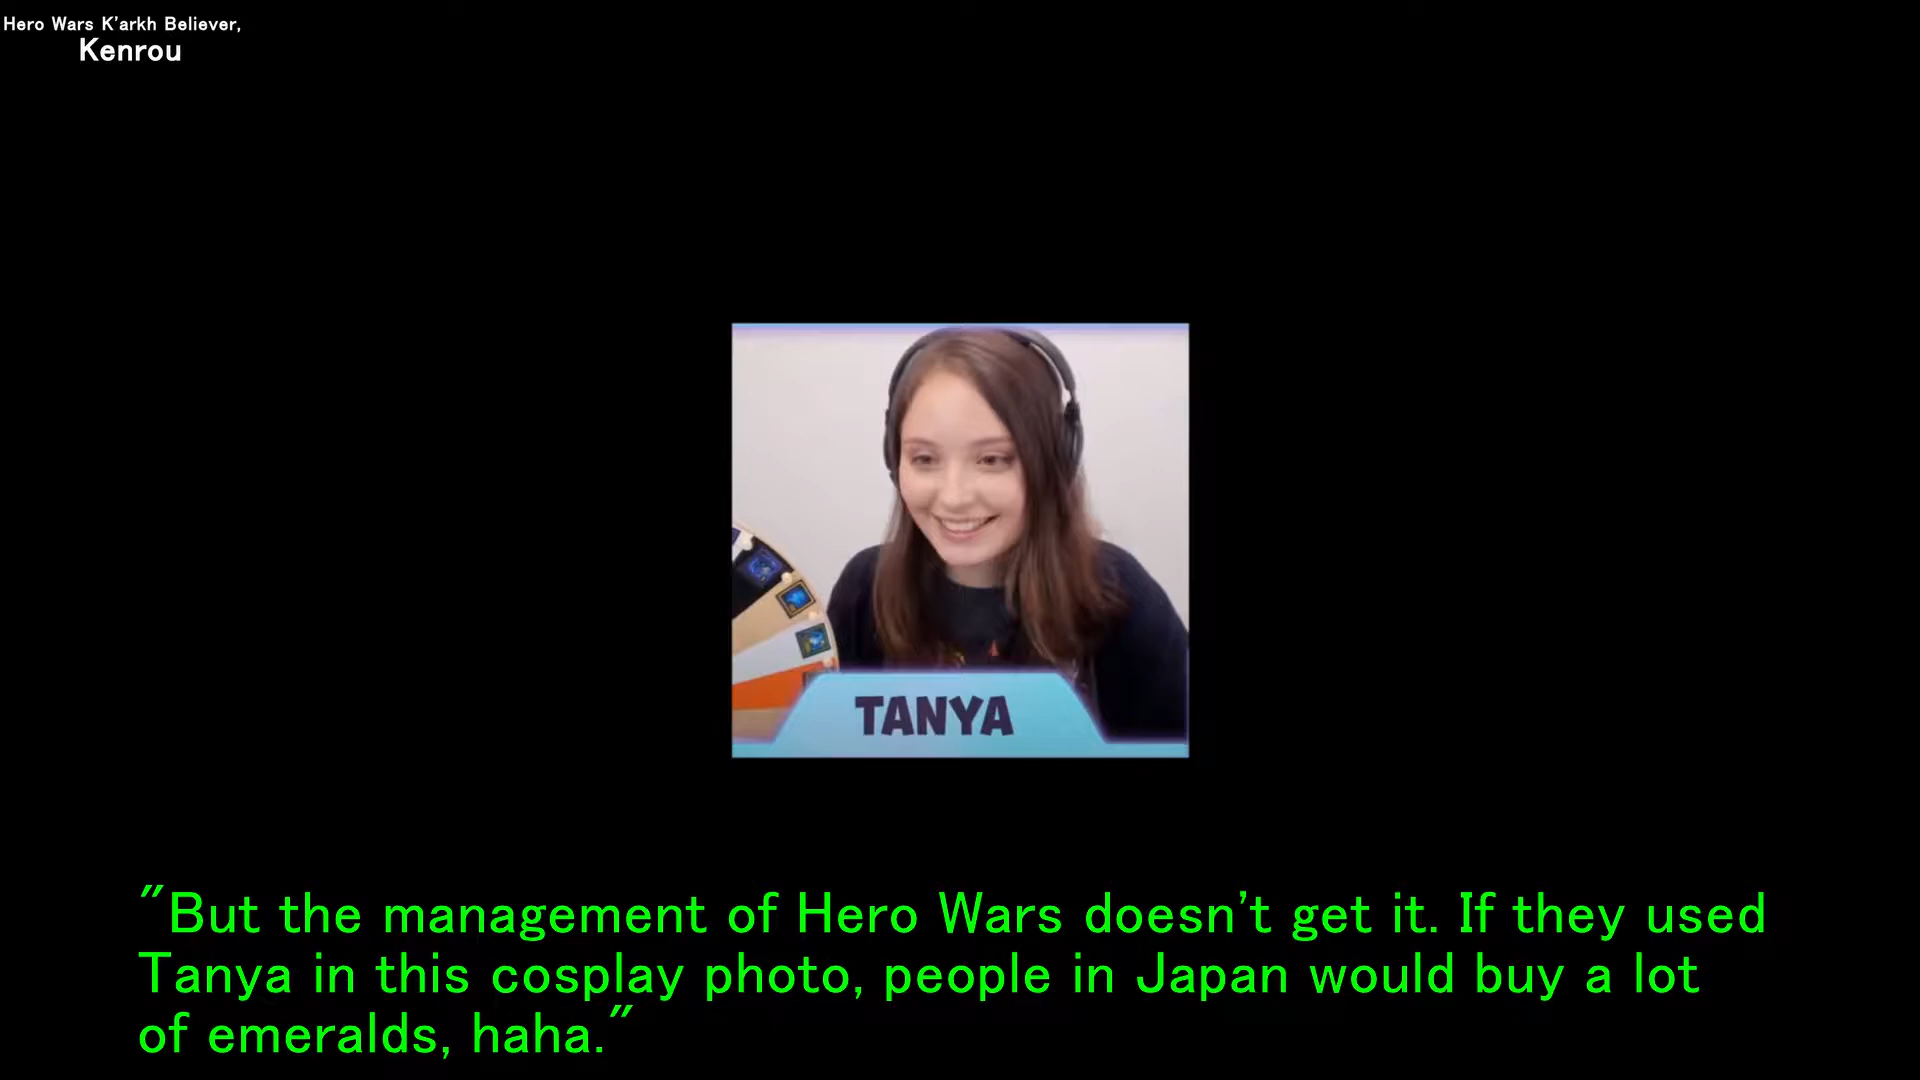 Hero Wars K'arkh Believer,
Kenrou
TANYA
"But the management of Hero Wars doesn't get it. If they used
Tanya in this cosplay photo, people in Japan would buy a lot
of emeralds, haha."